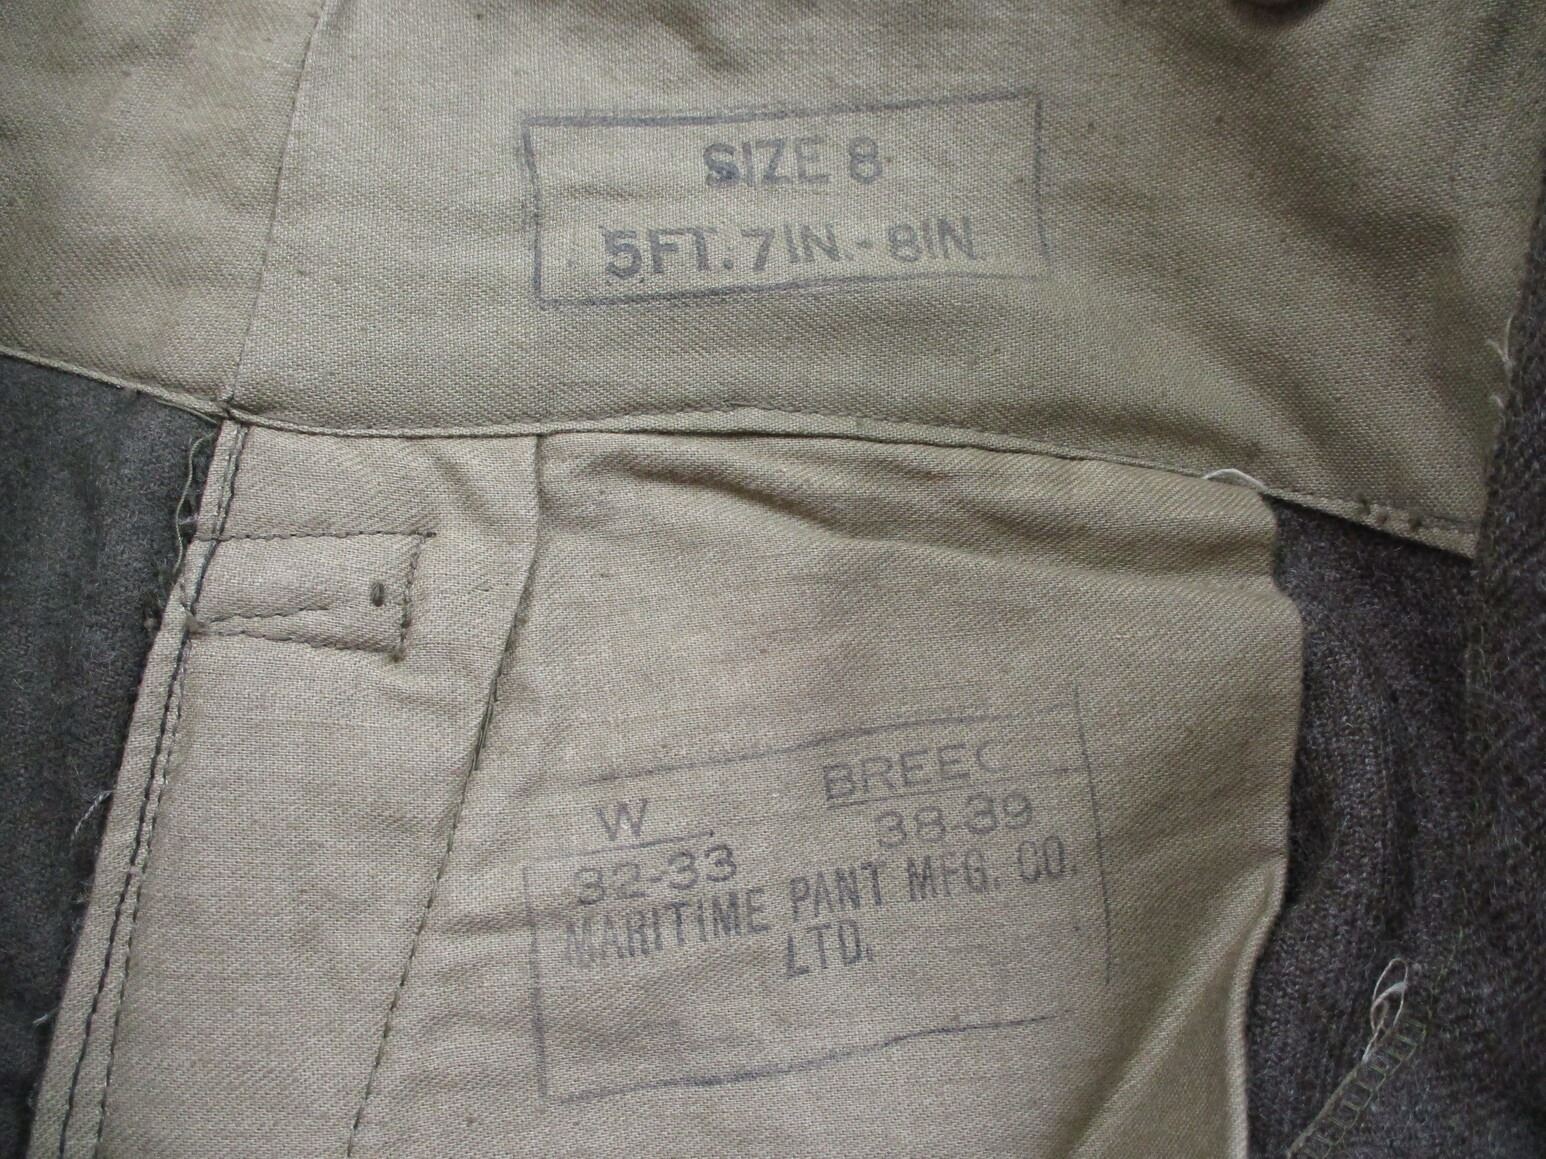 SIZE 8
5FT. 7IN. - 8IN.
W BREEC
32-33 38-39
MARITIME PANT MFG. CO.
LTD.